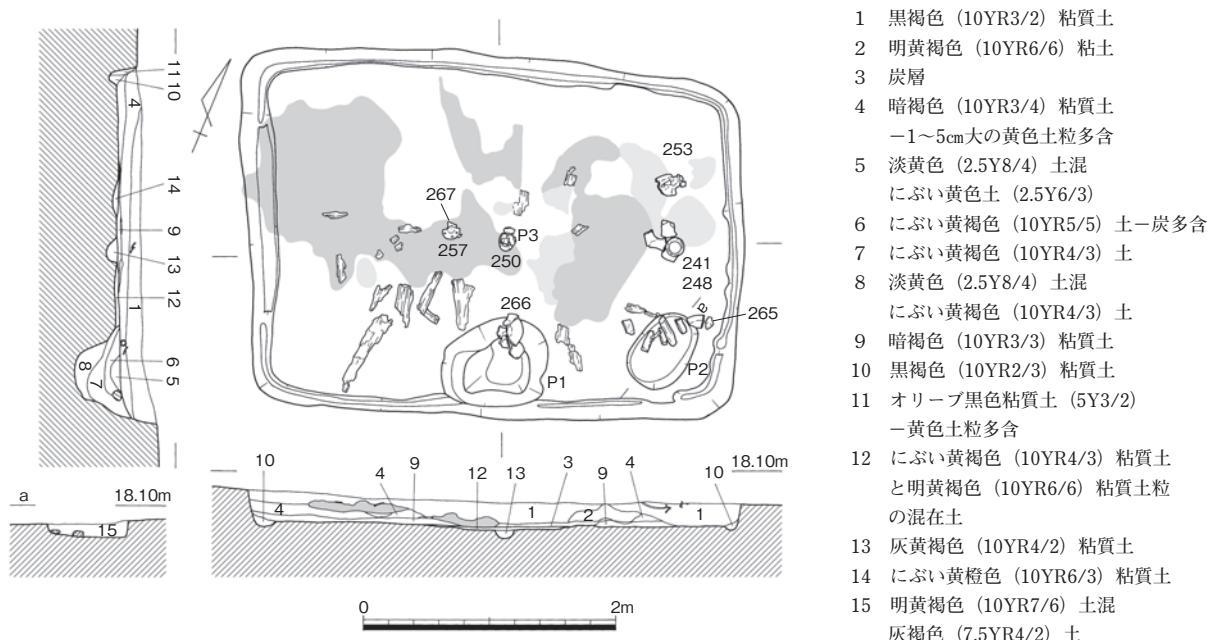 1 黒褐色（10YR3/2）粘質土
2 明黄褐色（10YR6/6）粘土
3 炭層
4 暗褐色（10YR3/4）粘質土
－1～5㎝大の黄色土粒多含
5 淡黄色（2.5Y8/4）土混
にぶい黄色土（2.5Y6/3）
6 にぶい黄褐色（10YR5/5）土－炭多含
7 にぶい黄褐色（10YR4/3）土
8 淡黄色（2.5Y8/4）土混
にぶい黄褐色（10YR4/3）土
9 暗褐色（10YR3/3）粘質土
10 黒褐色（10YR2/3）粘質土
11 オリーブ黒色粘質土（5Y3/2）
－黄色土粒多含
12 にぶい黄褐色（10YR4/3）粘質土
と明黄褐色（10YR6/6）粘質土粒
の混在土
13 灰黄褐色（10YR4/2）粘質土
14 にぶい黄橙色（10YR6/3）粘質土
15 明黄褐色（10YR7/6）土混
灰褐色（7.5YR4/2）土
11
10
4
14
9
13
12
1
6
5
8
7
253
267
257
P3
250
241
248
266
a
265
P1
P2
10
4
9
12
13
3
9
4
10
18.10m
4
1
2
1
a
18.10m
15
0
2m